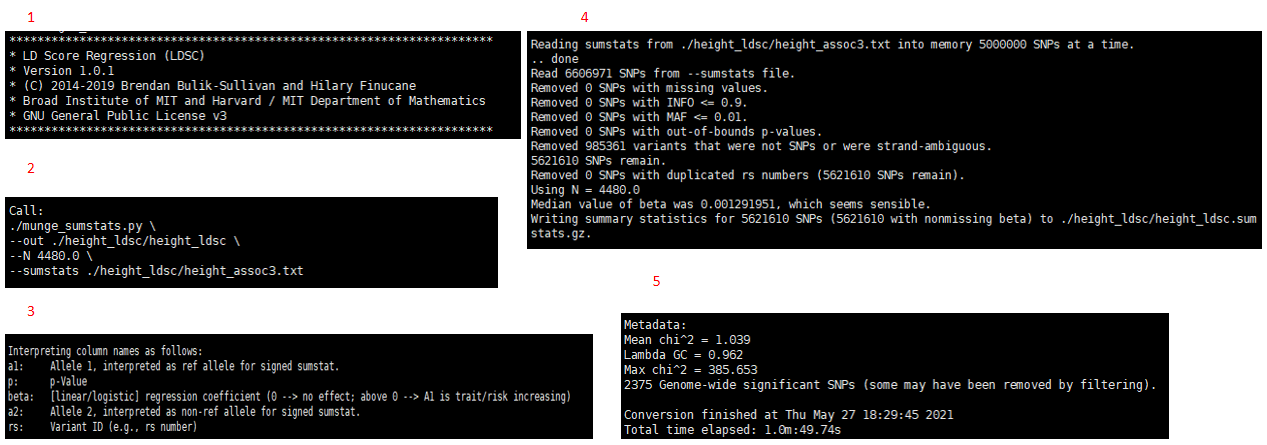 1
*********************************************************************
* LD Score Regression (LDSC)
* Version 1.0.1
* (C) 2014-2019 Brendan Bulik-Sullivan and Hilary Finucane
* Broad Institute of MIT and Harvard / MIT Department of Mathematics
* GNU General Public License v3
*********************************************************************
2
Call:
./munge_sumstats.py \
--out ./height_ldsc/height_ldsc \
--N 4480.0 \
--sumstats ./height_ldsc/height_assoc3.txt
3
Interpreting column names as follows:
a1: Allele 1, interpreted as ref allele for signed sumstat.
p: p-Value
beta: [linear/logistic] regression coefficient (0 --> no effect; above 0 --> A1 is trait/risk increasing)
a2: Allele 2, interpreted as non-ref allele for signed sumstat.
rs: Variant ID (e.g., rs number)
4
Reading sumstats from ./height_ldsc/height_assoc3.txt into memory 5000000 SNPs at a time.
.. done
Read 6606971 SNPs from --sumstats file.
Removed 0 SNPs with missing values.
Removed 0 SNPs with INFO <= 0.9.
Removed 0 SNPs with MAF <= 0.01.
Removed 0 SNPs with out-of-bounds p-values.
Removed 985361 variants that were not SNPs or were strand-ambiguous.
5621610 SNPs remain.
Removed 0 SNPs with duplicated rs numbers (5621610 SNPs remain).
Using N = 4480.0
Median value of beta was 0.001291951, which seems sensible.
Writing summary statistics for 5621610 SNPs (5621610 with nonmissing beta) to ./height_ldsc/height_ldsc.sum
stats.gz.
5
Metadata:
Mean chi^2 = 1.039
Lambda GC = 0.962
Max chi^2 = 385.653
2375 Genome-wide significant SNPs (some may have been removed by filtering).
Conversion finished at Thu May 27 18:29:45 2021
Total time elapsed: 1.0m:49.74s